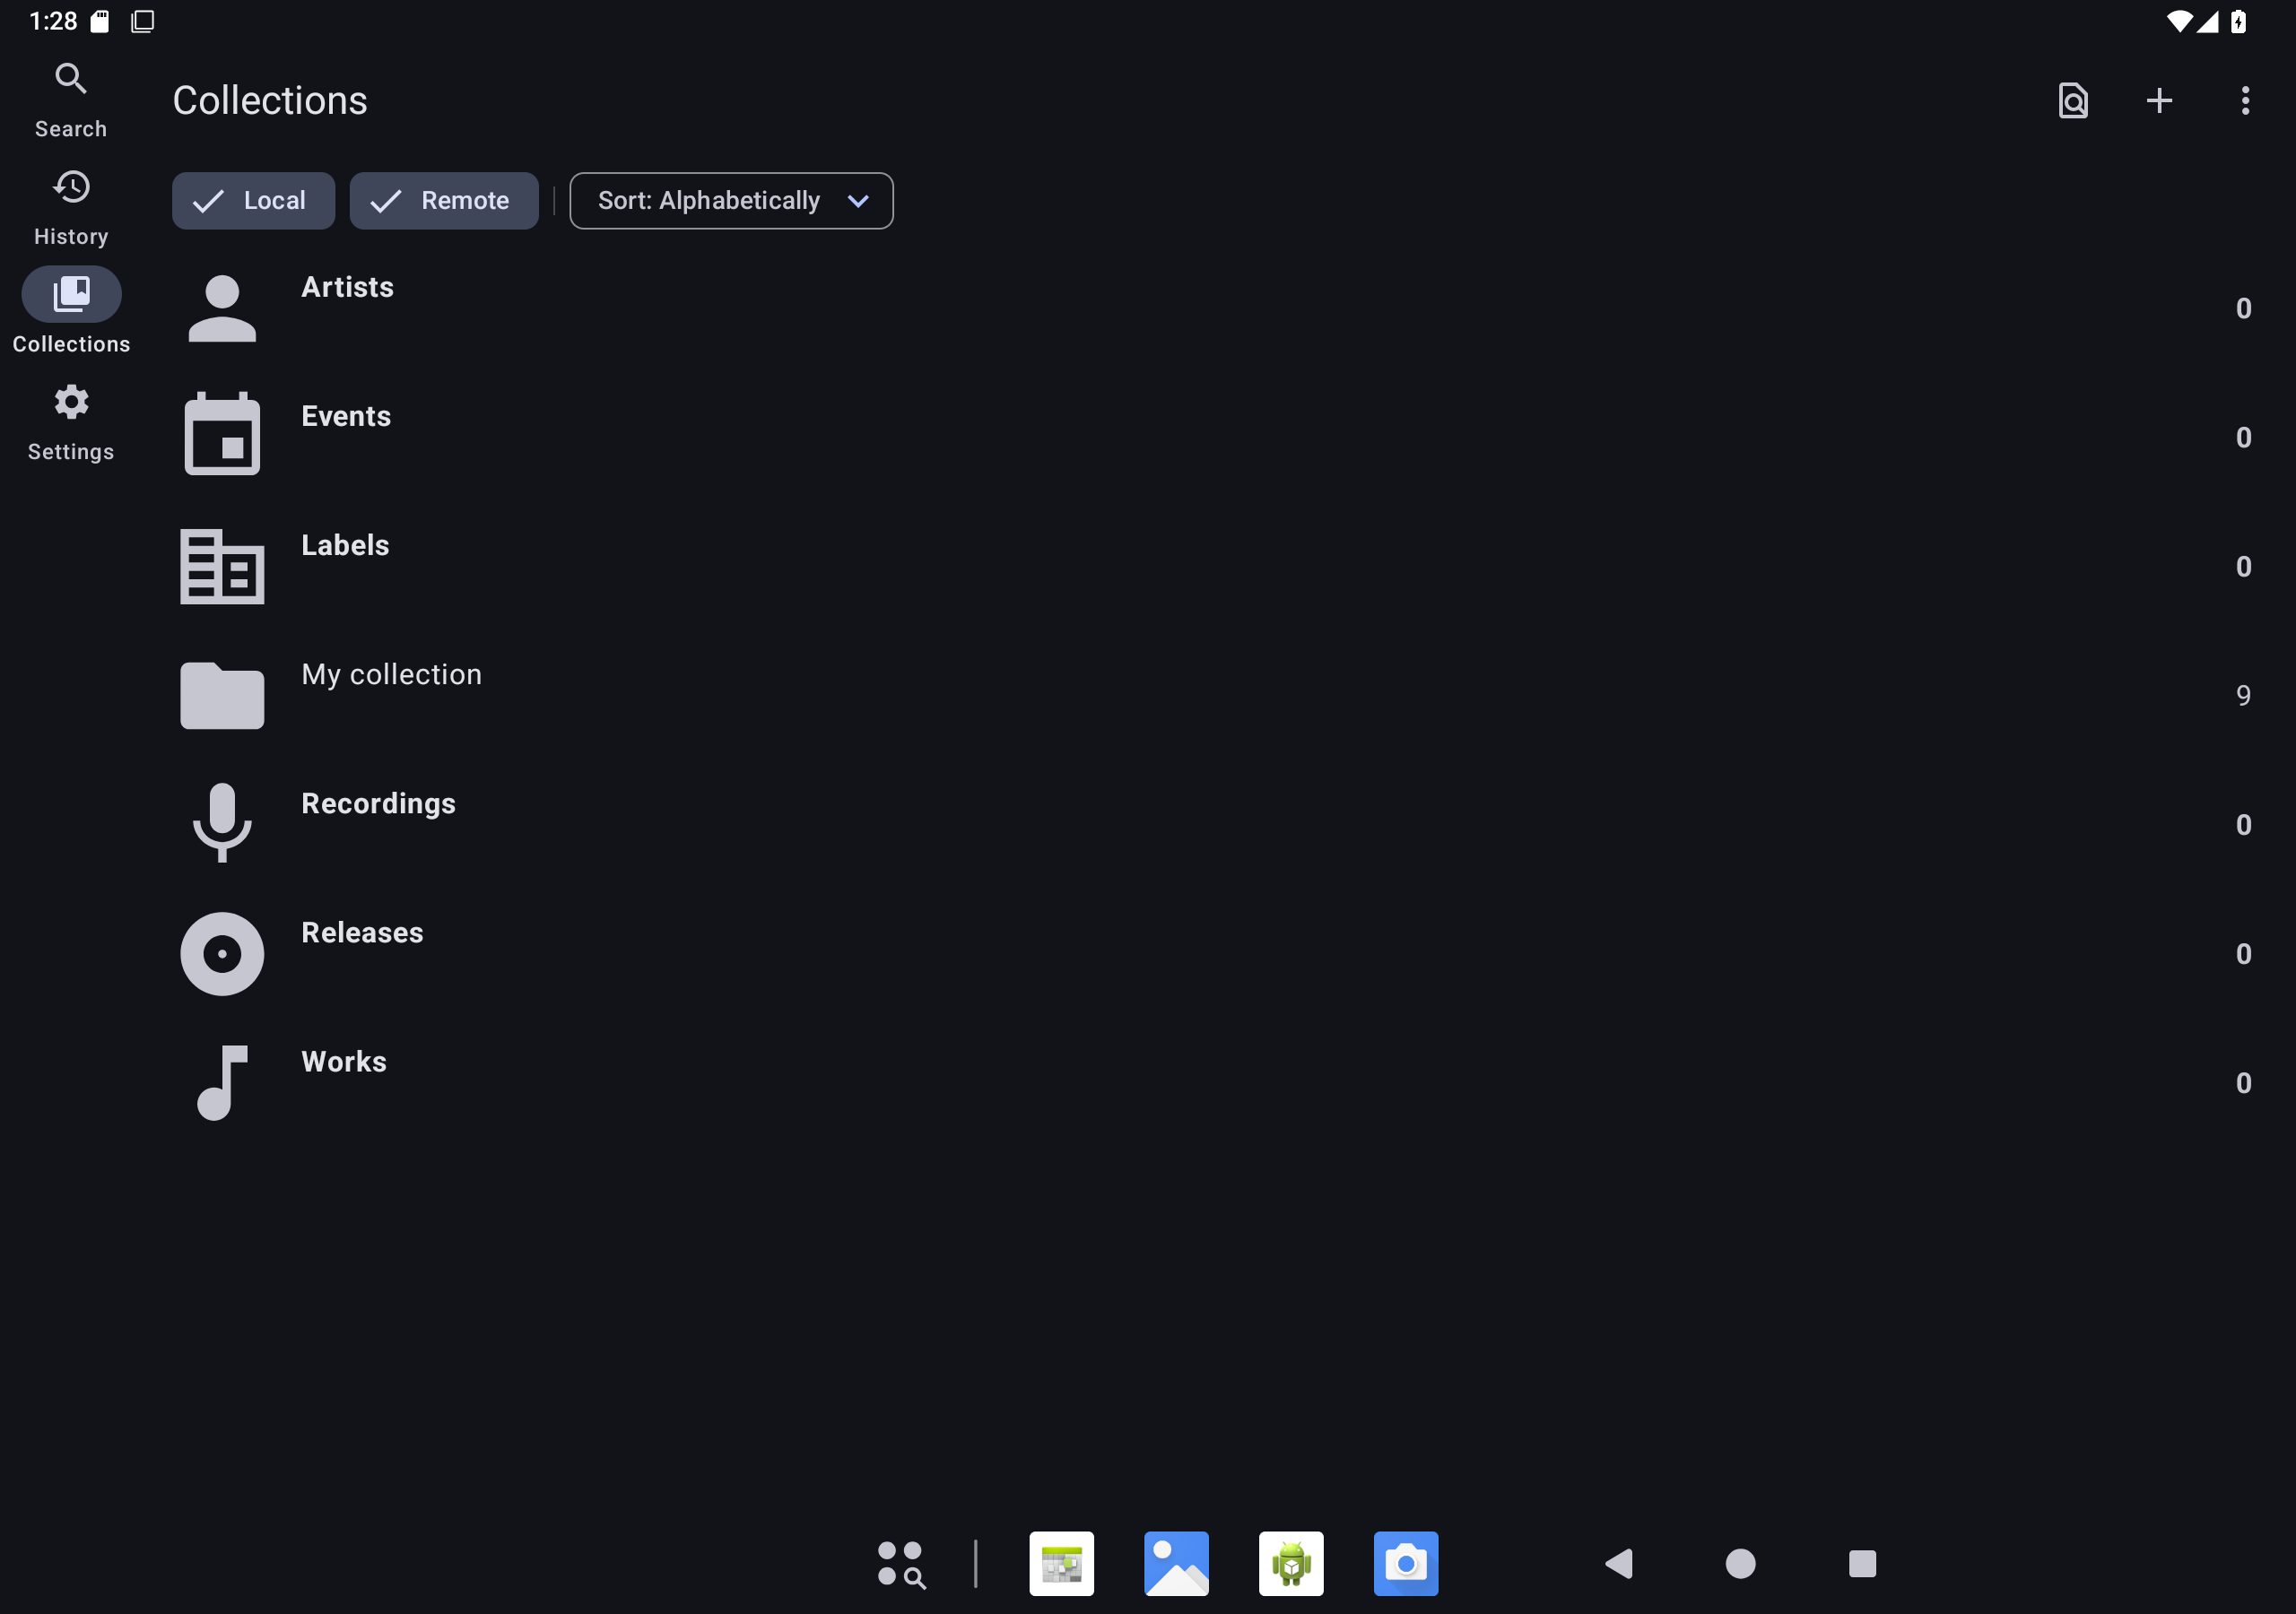 1:28
Search
History
Collections
Settings
Collections
Local
Remote
Sort: Alphabetically
Artists
0
Events
0
Labels
0
My collection
9
Recordings
0
Releases
0
Works
0